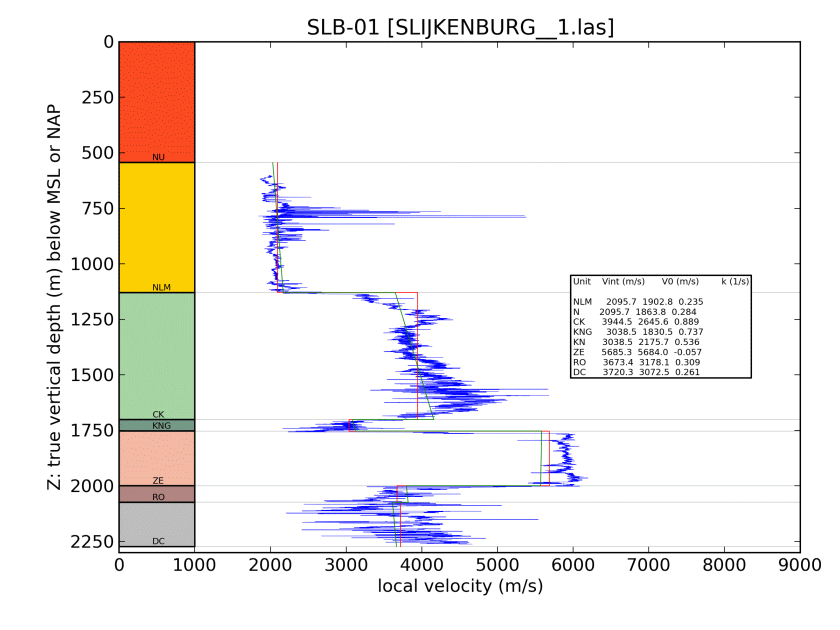 SLB-01 [SLIJKENBURG__1.las]
Z: true vertical depth (m) below MSL or NAP
0
250
500
750
1000
1250
1500
1750
2000
2250
NU
NLM
CK
KNG
ZE
RO
DC
Unit Vint (m/s) V0 (m/s) k (1/s)
NLM 2095.7 1902.8 0.235
N 2095.7 1863.8 0.284
CK 3944.5 2645.6 0.889
KNG 3038.5 1830.5 0.737
KN 3038.5 2175.7 0.536
ZE 5685.3 5684.0 -0.057
RO 3673.4 3178.1 0.309
DC 3720.3 3072.5 0.261
0 1000 2000 3000 4000 5000 6000 7000 8000 9000
local velocity (m/s)